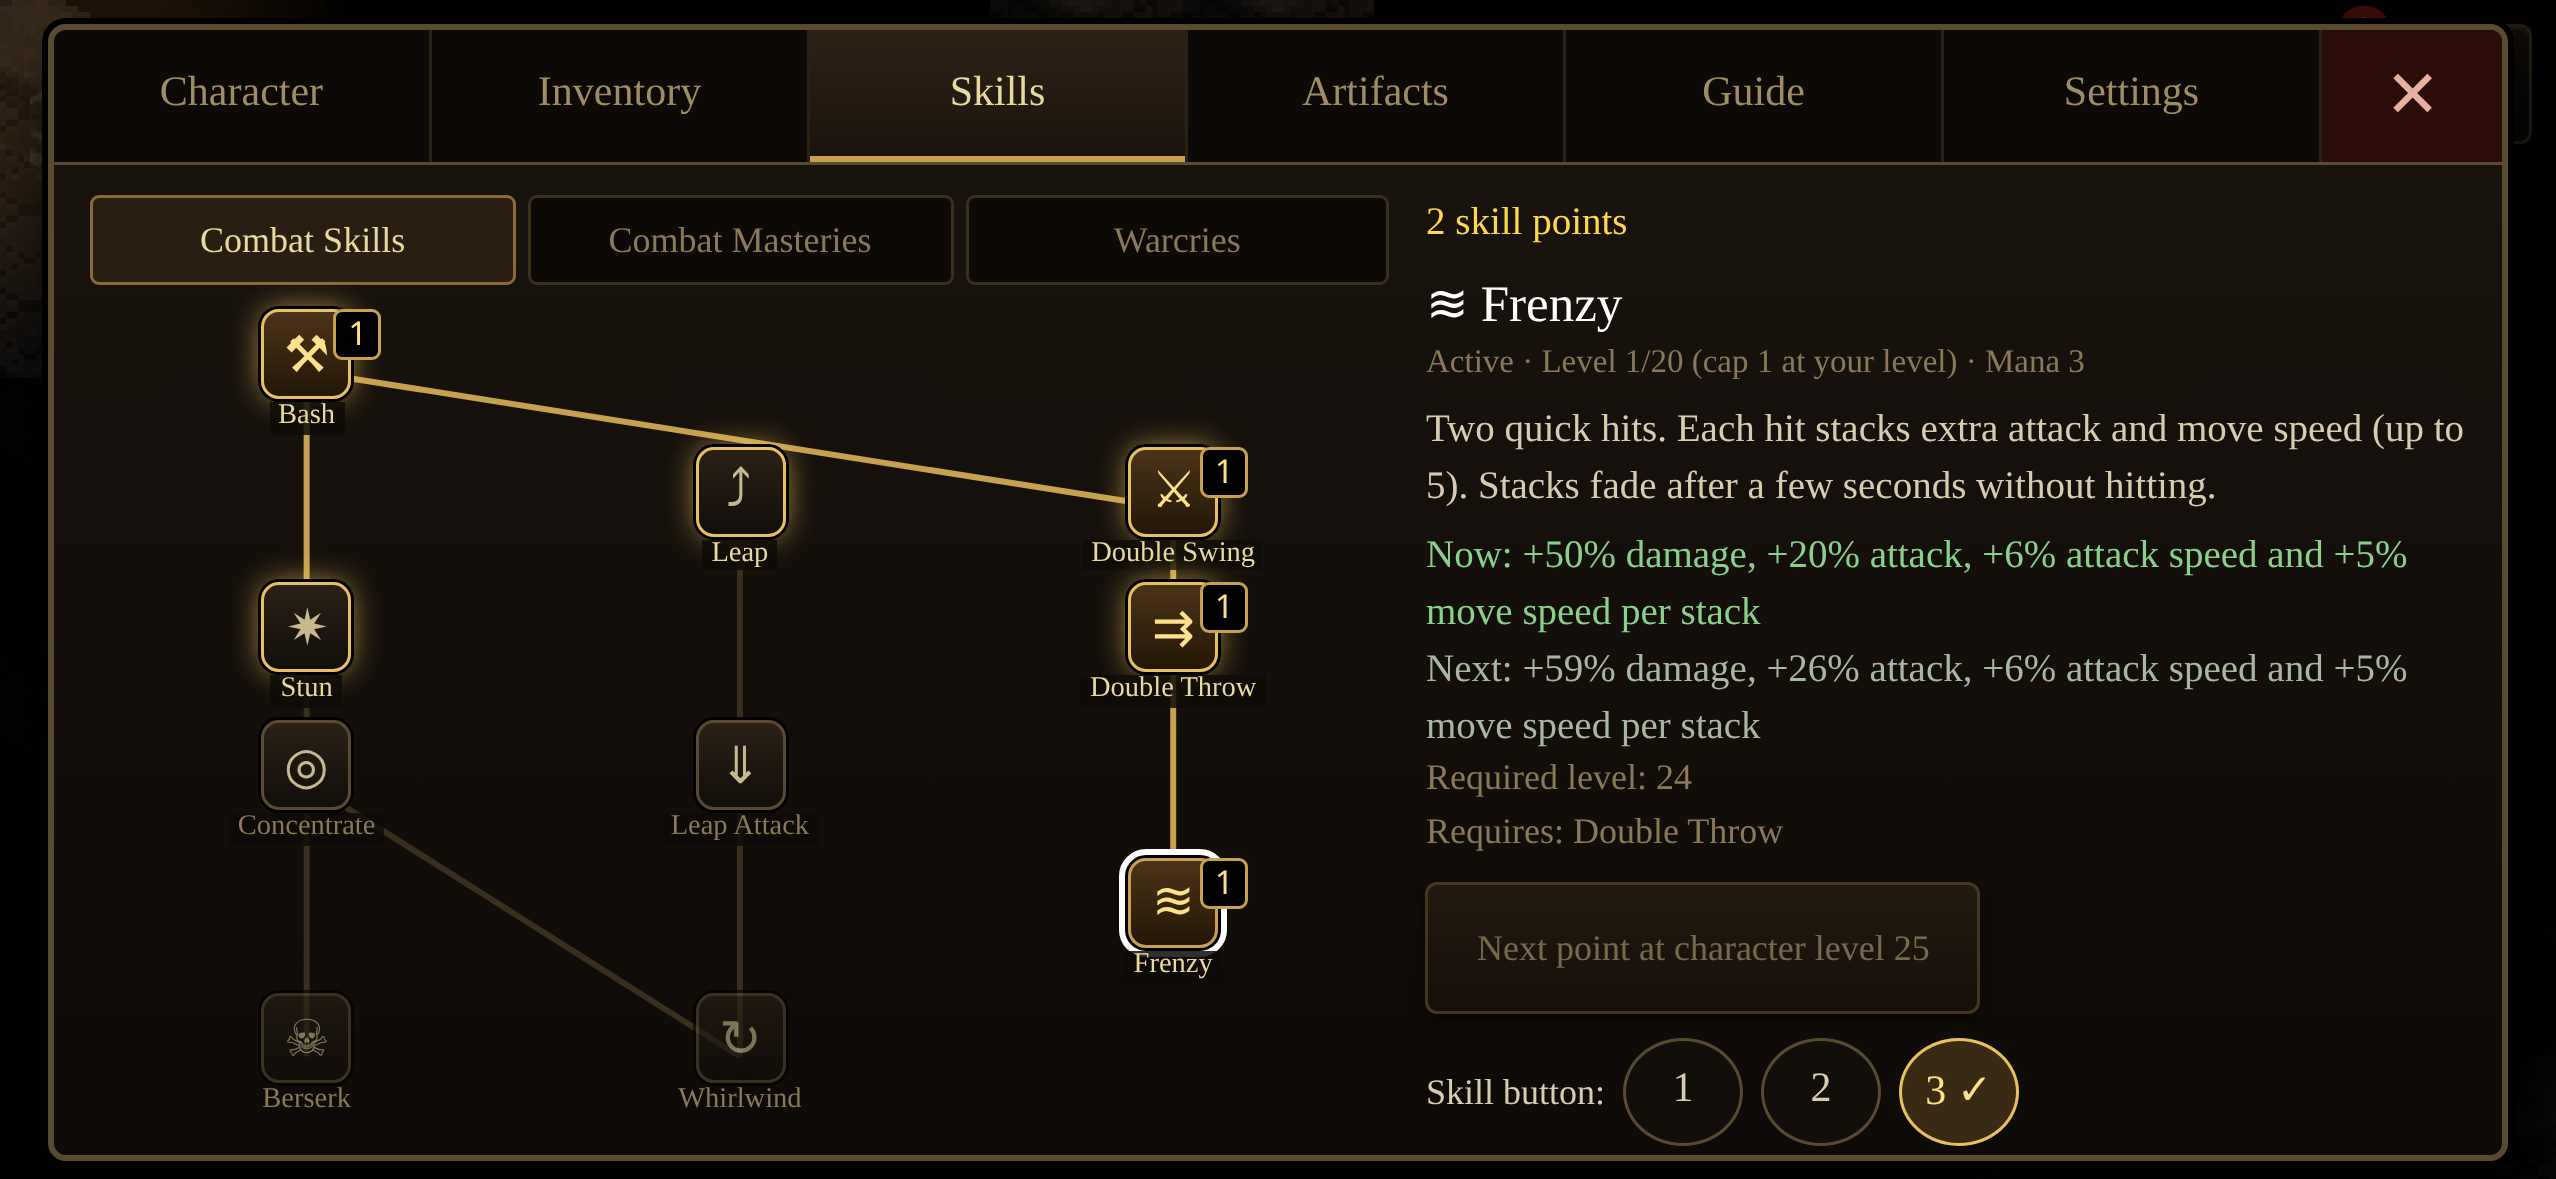 Character
Inventory
Skills
Artifacts
Guide
Settings
✕
Combat Skills
Combat Masteries
Warcries
1
Bash
Leap
1
Double Swing
Stun
1
Double Throw
Concentrate
Leap Attack
1
Frenzy
Berserk
Whirlwind
2 skill points
≋ Frenzy
Active · Level 1/20 (cap 1 at your level) · Mana 3
Two quick hits. Each hit stacks extra attack and move speed (up to
5). Stacks fade after a few seconds without hitting.
Now: +50% damage, +20% attack, +6% attack speed and +5%
move speed per stack
Next: +59% damage, +26% attack, +6% attack speed and +5%
move speed per stack
Required level: 24
Requires: Double Throw
Next point at character level 25
Skill button:
1
2
3 ✓